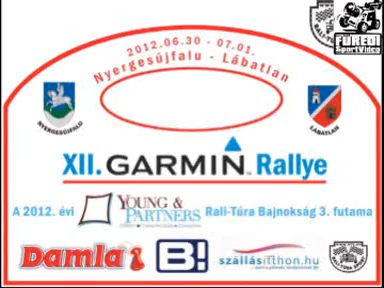 FÜREDI
SportVideo
2012.06.30 - 07.01.
Nyergesújfalu - Lábatlan
NYERGESÚJFALU
LÁBATLAN
XII. GARMIN Rallye
A 2012. évi YOUNG & PARTNERS Rali-Túra Bajnokság 3. futama
Damla B! szállásitthon.hu